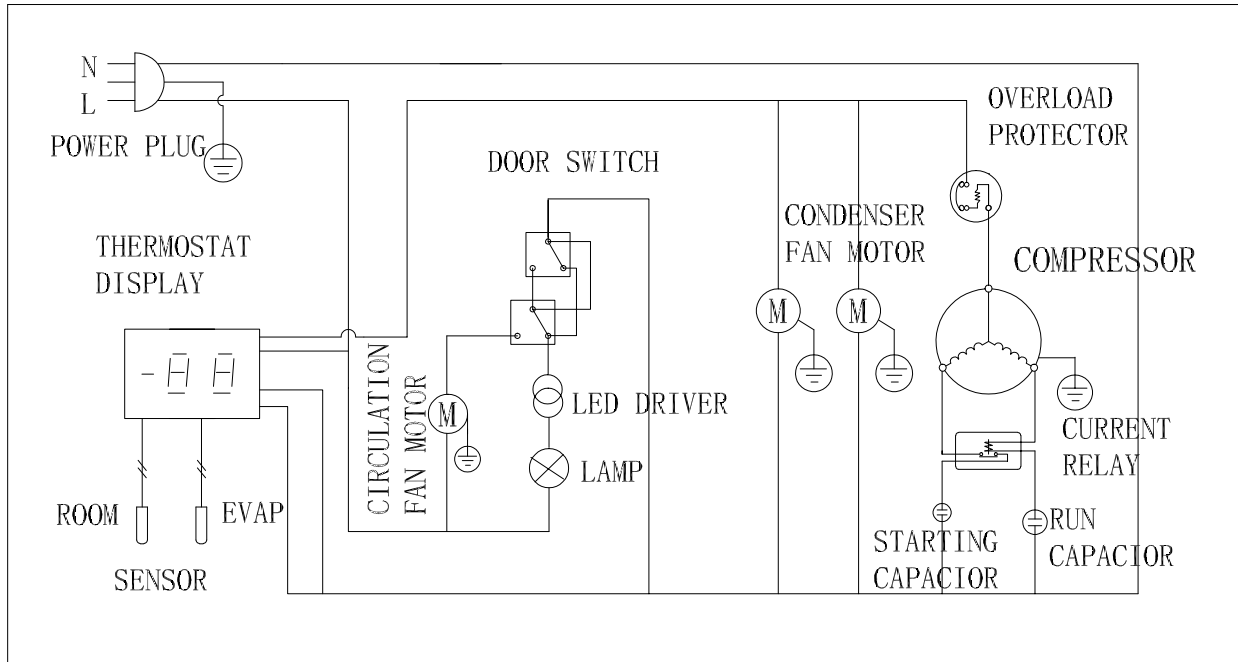 N
L
POWER PLUG
OVERLOAD
PROTECTOR
DOOR SWITCH
CONDENSER
FAN MOTOR
THERMOSTAT
DISPLAY
COMPRESSOR
M
M
-88
CIRCULATION
FAN MOTOR
M
LED DRIVER
LAMP
CURRENT
RELAY
ROOM
EVAP
SENSOR
STARTING
CAPACIOR
RUN
CAPACIOR